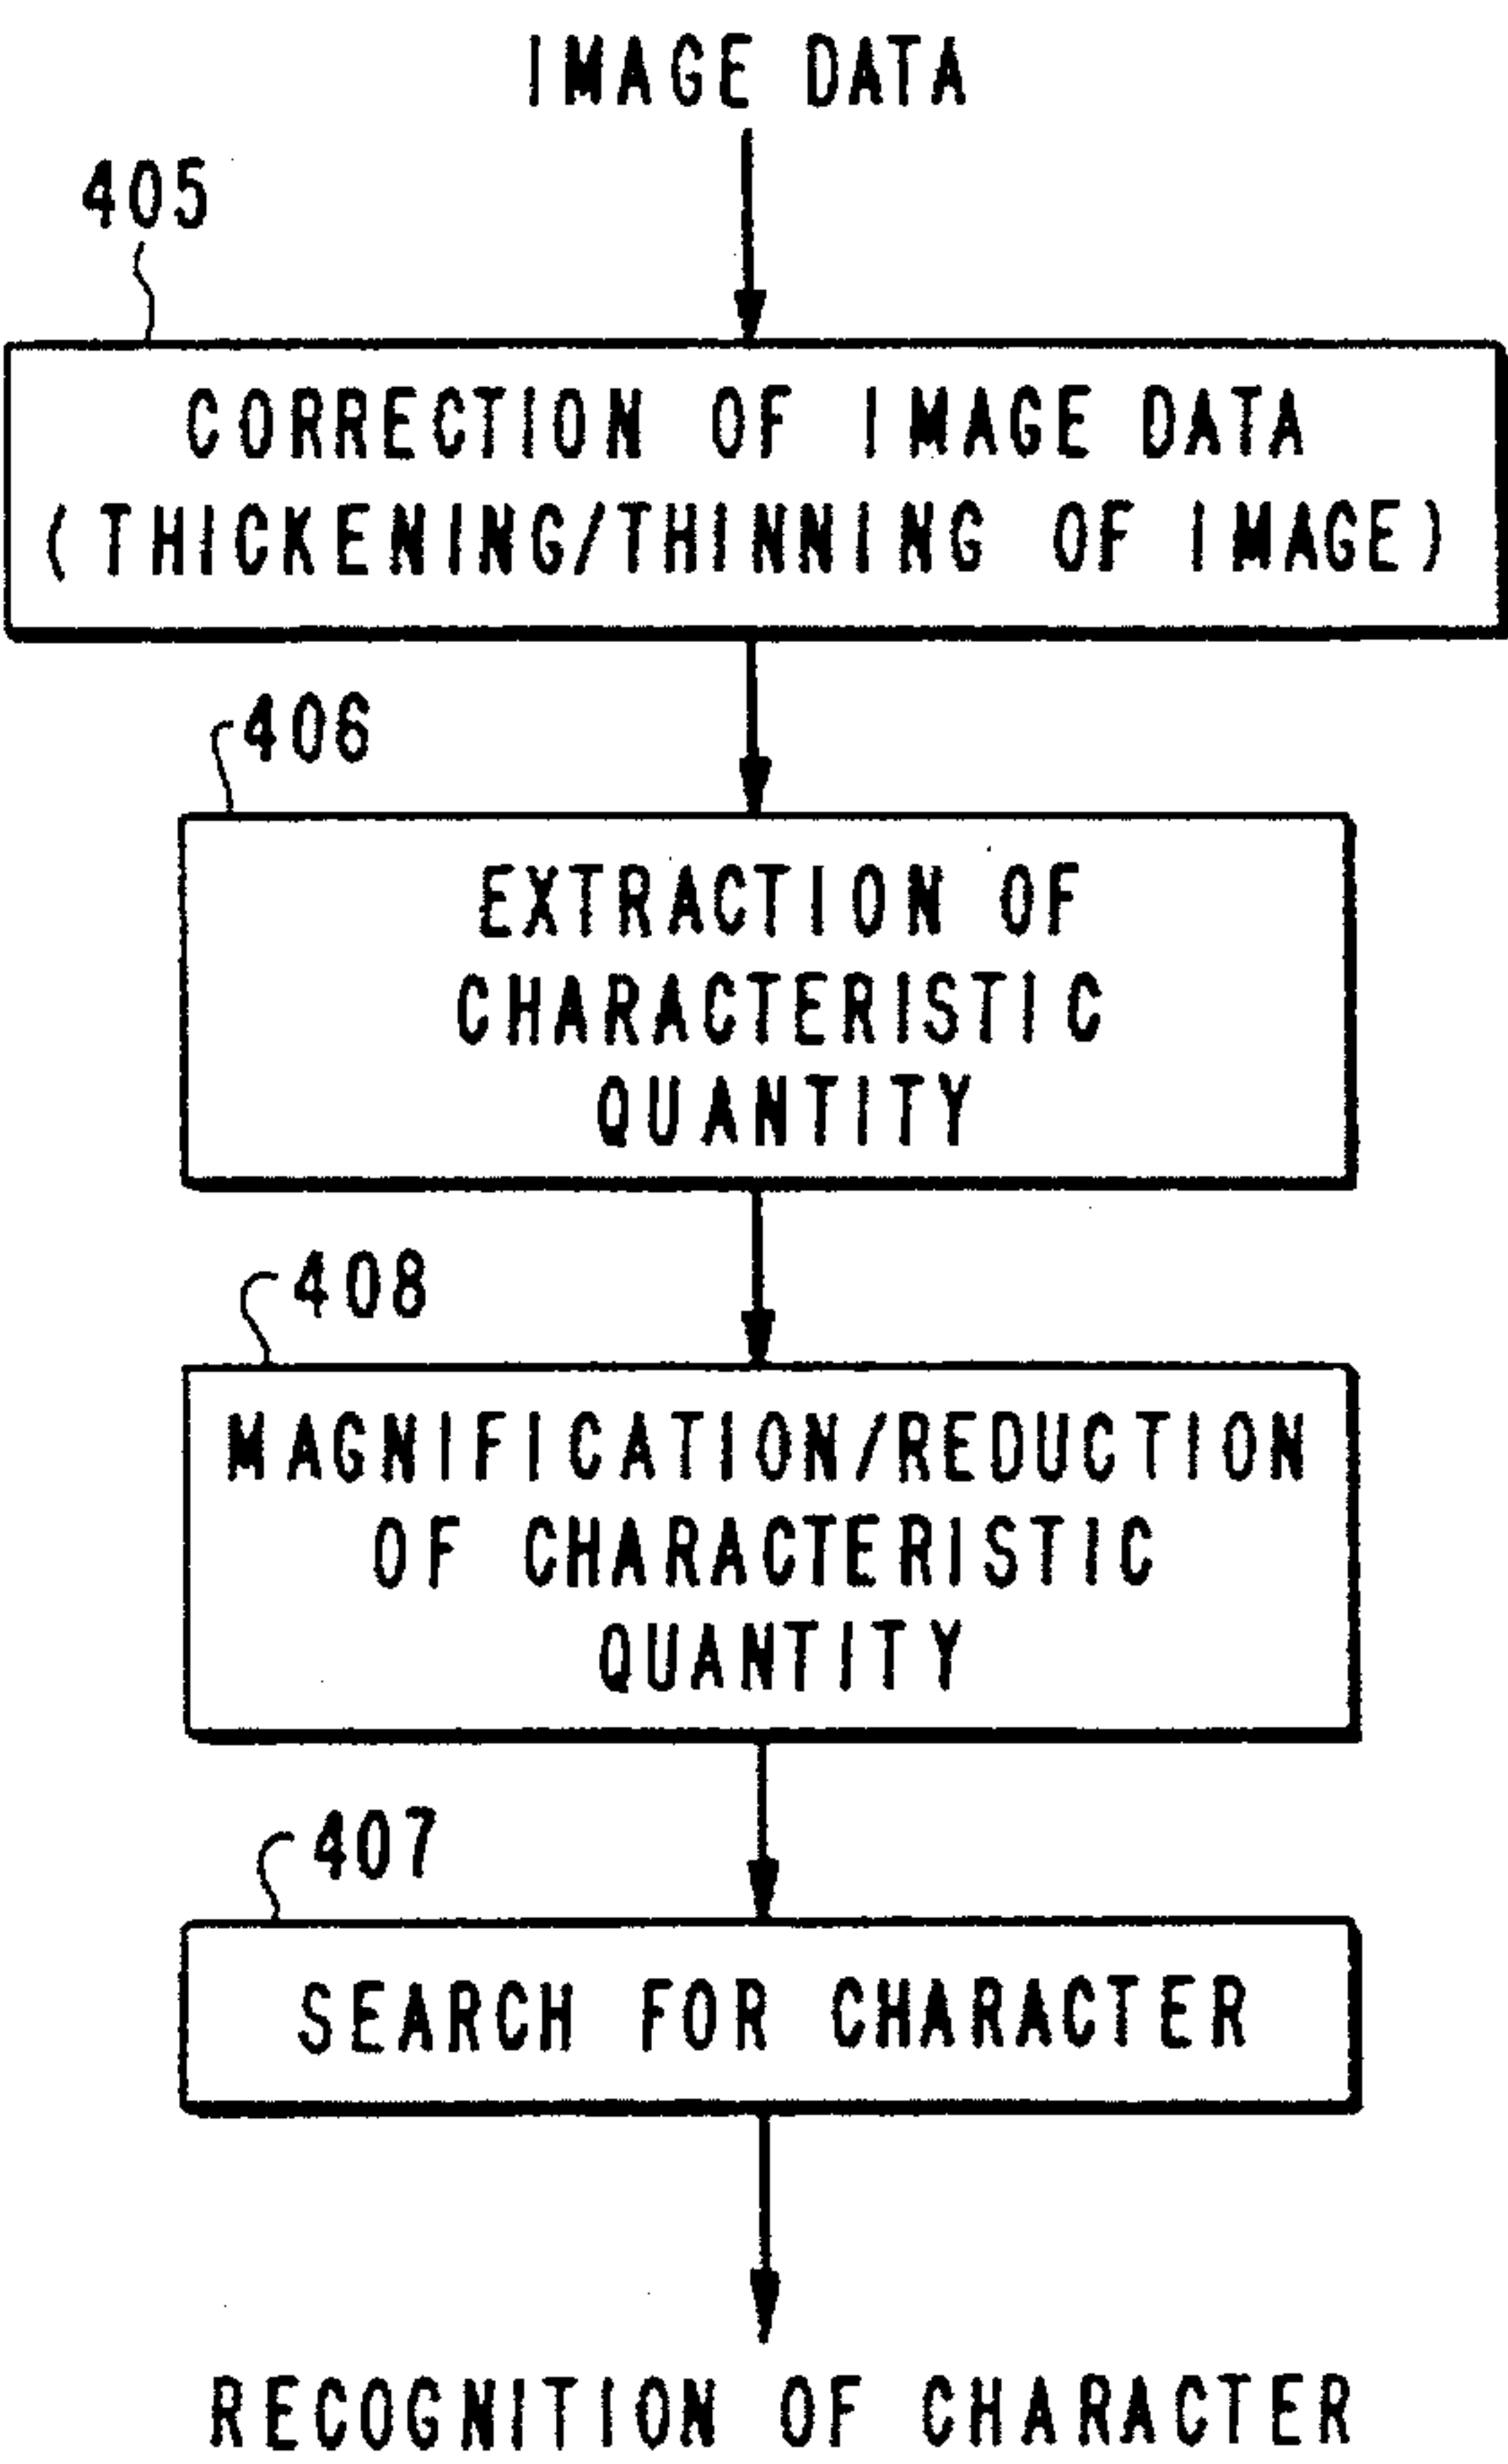 IMAGE DATA
405
CORRECTION OF IMAGE DATA
(THICKENING/THINNING OF IMAGE)
406
EXTRACTION OF
CHARACTERISTIC
QUANTITY
408
MAGNIFICATION/REDUCTION
OF CHARACTERISTIC
QUANTITY
407
SEARCH FOR CHARACTER
RECOGNITION OF CHARACTER